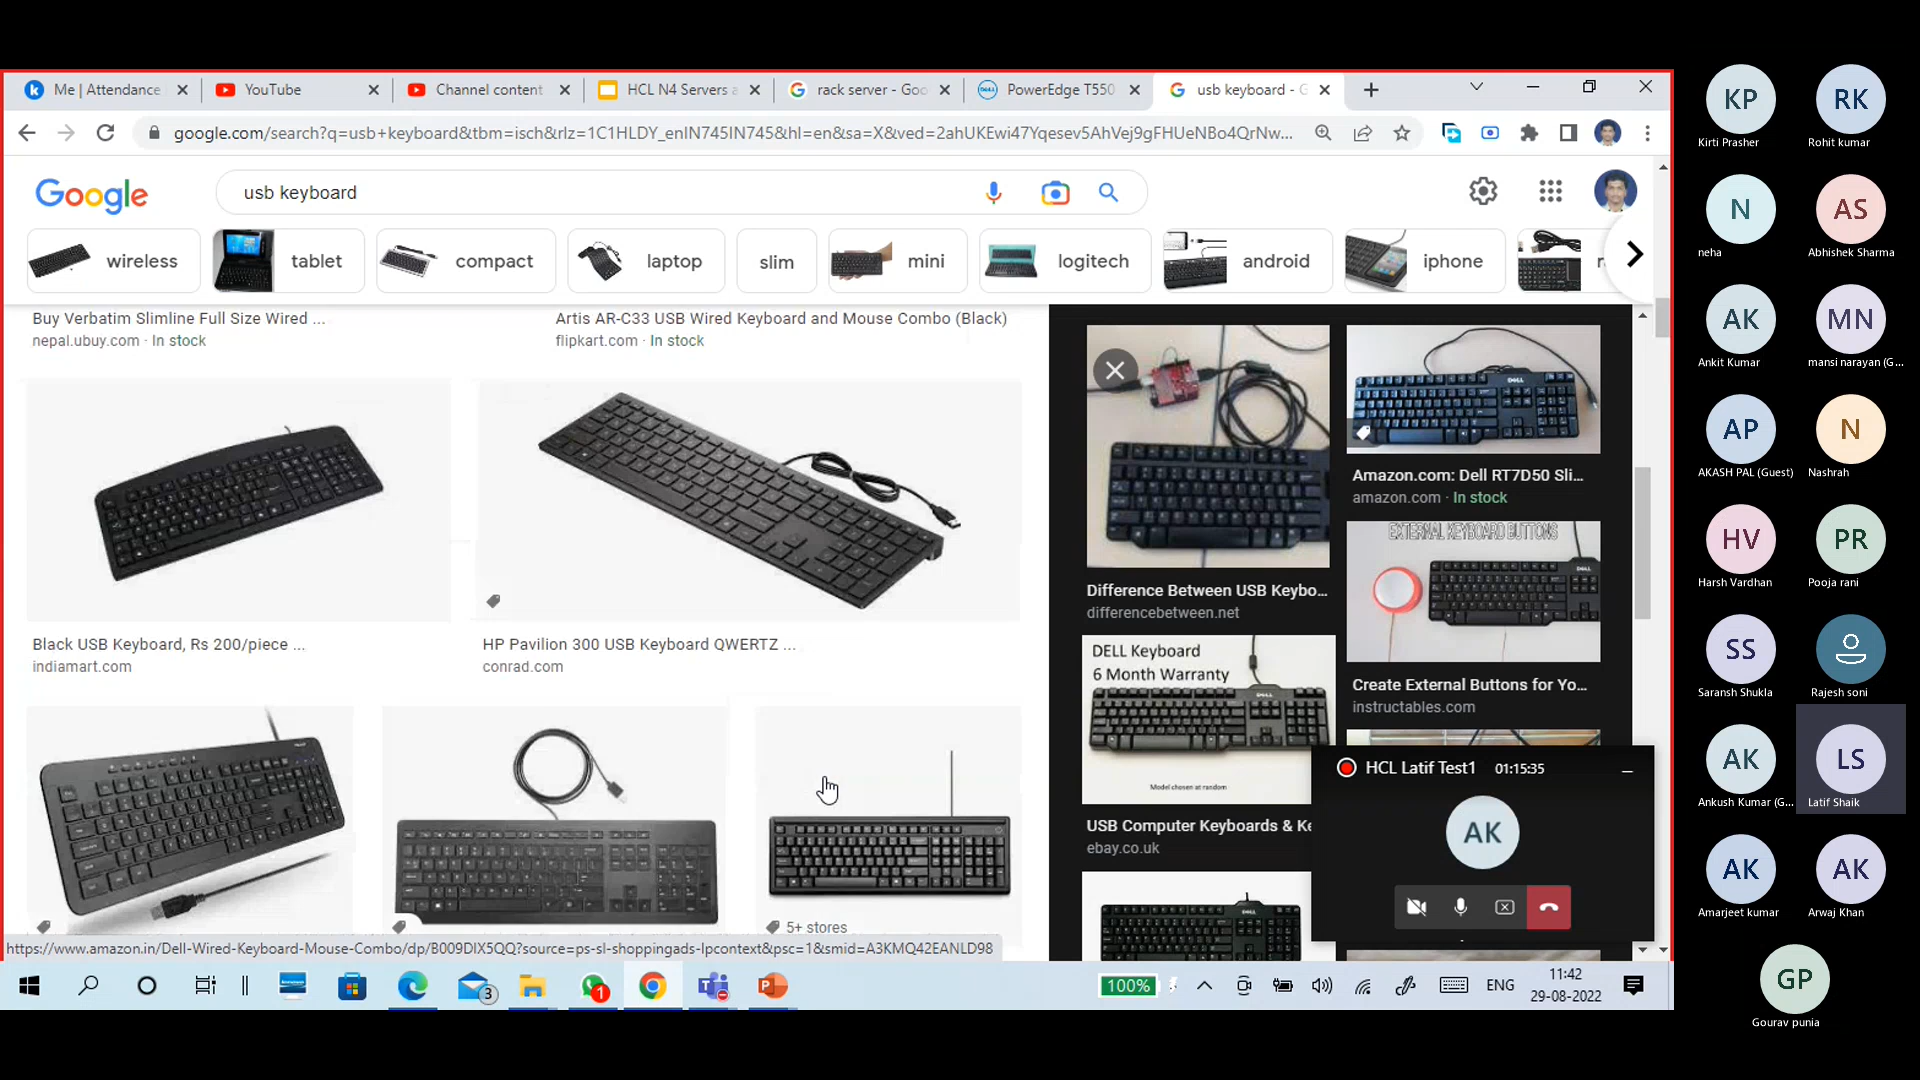 Me | Attendance
YouTube
Channel content
HCL N4 Servers a
rack server - Goo
PowerEdge T550
usb keyboard - G
google.com/search?q=usb+keyboard&tbm=isch&rlz=1C1HLDY_enIN745IN745&hl=en&sa=X&ved=2ahUKEwi47Yqesev5AhVej9gFHUeNBo4QrNw...
Google
usb keyboard
wireless
tablet
compact
laptop
slim
mini
logitech
android
iphone
Buy Verbatim Slimline Full Size Wired ...
nepal.ubuy.com · In stock
Artis AR-C33 USB Wired Keyboard and Mouse Combo (Black)
flipkart.com · In stock
Black USB Keyboard, Rs 200/piece ...
indiamart.com
HP Pavilion 300 USB Keyboard QWERTZ ...
conrad.com
5+ stores
Difference Between USB Keybo...
differencebetween.net
DELL
Amazon.com: Dell RT7D50 Sli...
amazon.com · In stock
EXTERNAL KEYBOARD BUTTONS
Create External Buttons for Yo...
instructables.com
DELL Keyboard
6 Month Warranty
Model chosen at random
USB Computer Keyboards & Ke
ebay.co.uk
HCL Latif Test1 01:15:35
AK
https://www.amazon.in/Dell-Wired-Keyboard-Mouse-Combo/dp/B009DIX5QQ?source=ps-sl-shoppingads-lpcontext&psc=1&smid=A3KMQ42EANLD98
3
1
100%
ENG
11:42
29-08-2022
KP
Kirti Prasher
RK
Rohit kumar
N
neha
AS
Abhishek Sharma
AK
Ankit Kumar
MN
mansi narayan (G...
AP
AKASH PAL (Guest)
N
Nashrah
HV
Harsh Vardhan
PR
Pooja rani
SS
Saransh Shukla
Rajesh soni
AK
Ankush Kumar (G...
LS
Latif Shaik
AK
Amarjeet kumar
AK
Arwaj Khan
GP
Gourav punia